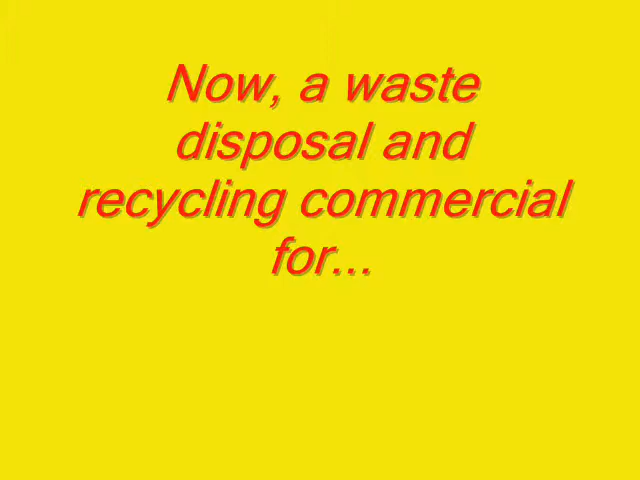 Now, a waste
disposal and
recycling commercial
for...